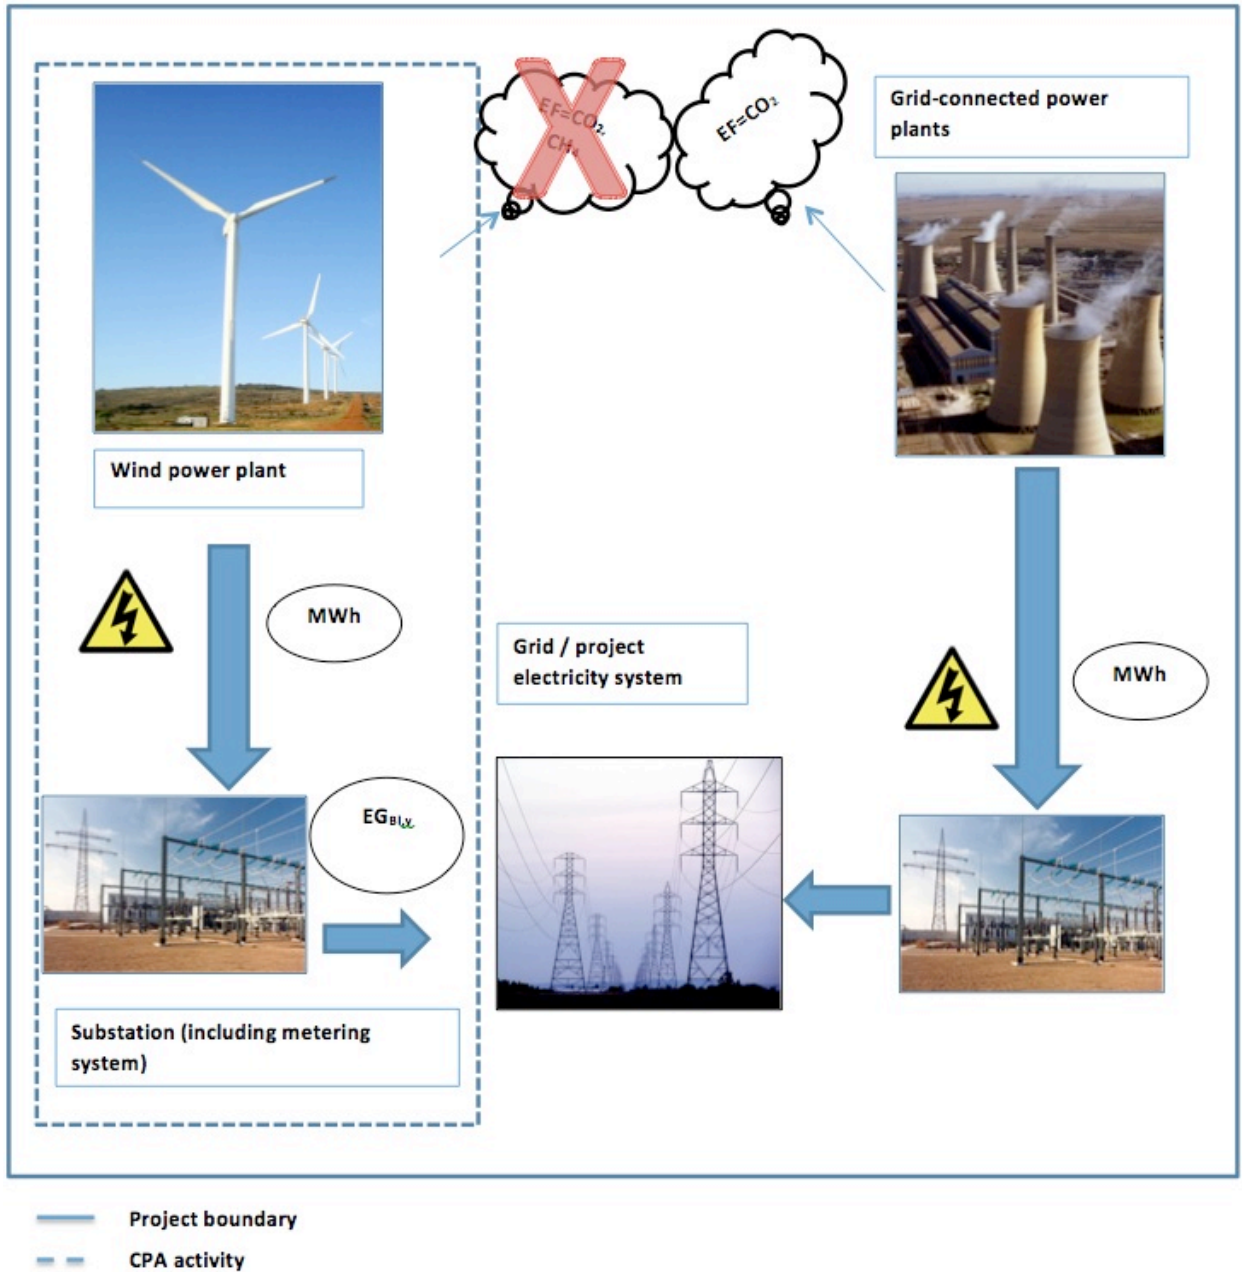 EF=CO₂,
CH₄
EF=CO₂
Grid-connected power
plants
Wind power plant
MWh
Grid / project
electricity system
MWh
EG_BL,y
Substation (including metering
system)
Project boundary
CPA activity